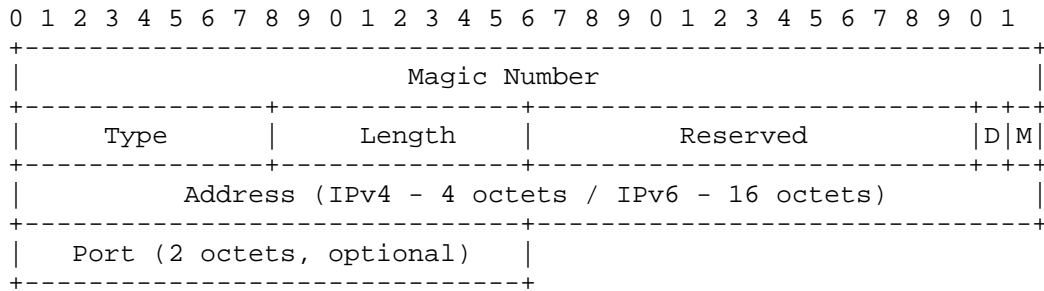 0 1 2 3 4 5 6 7 8 9 0 1 2 3 4 5 6 7 8 9 0 1 2 3 4 5 6 7 8 9 0 1
Magic Number
Type Length Reserved D M
Address (IPv4 - 4 octets / IPv6 - 16 octets)
Port (2 octets, optional)